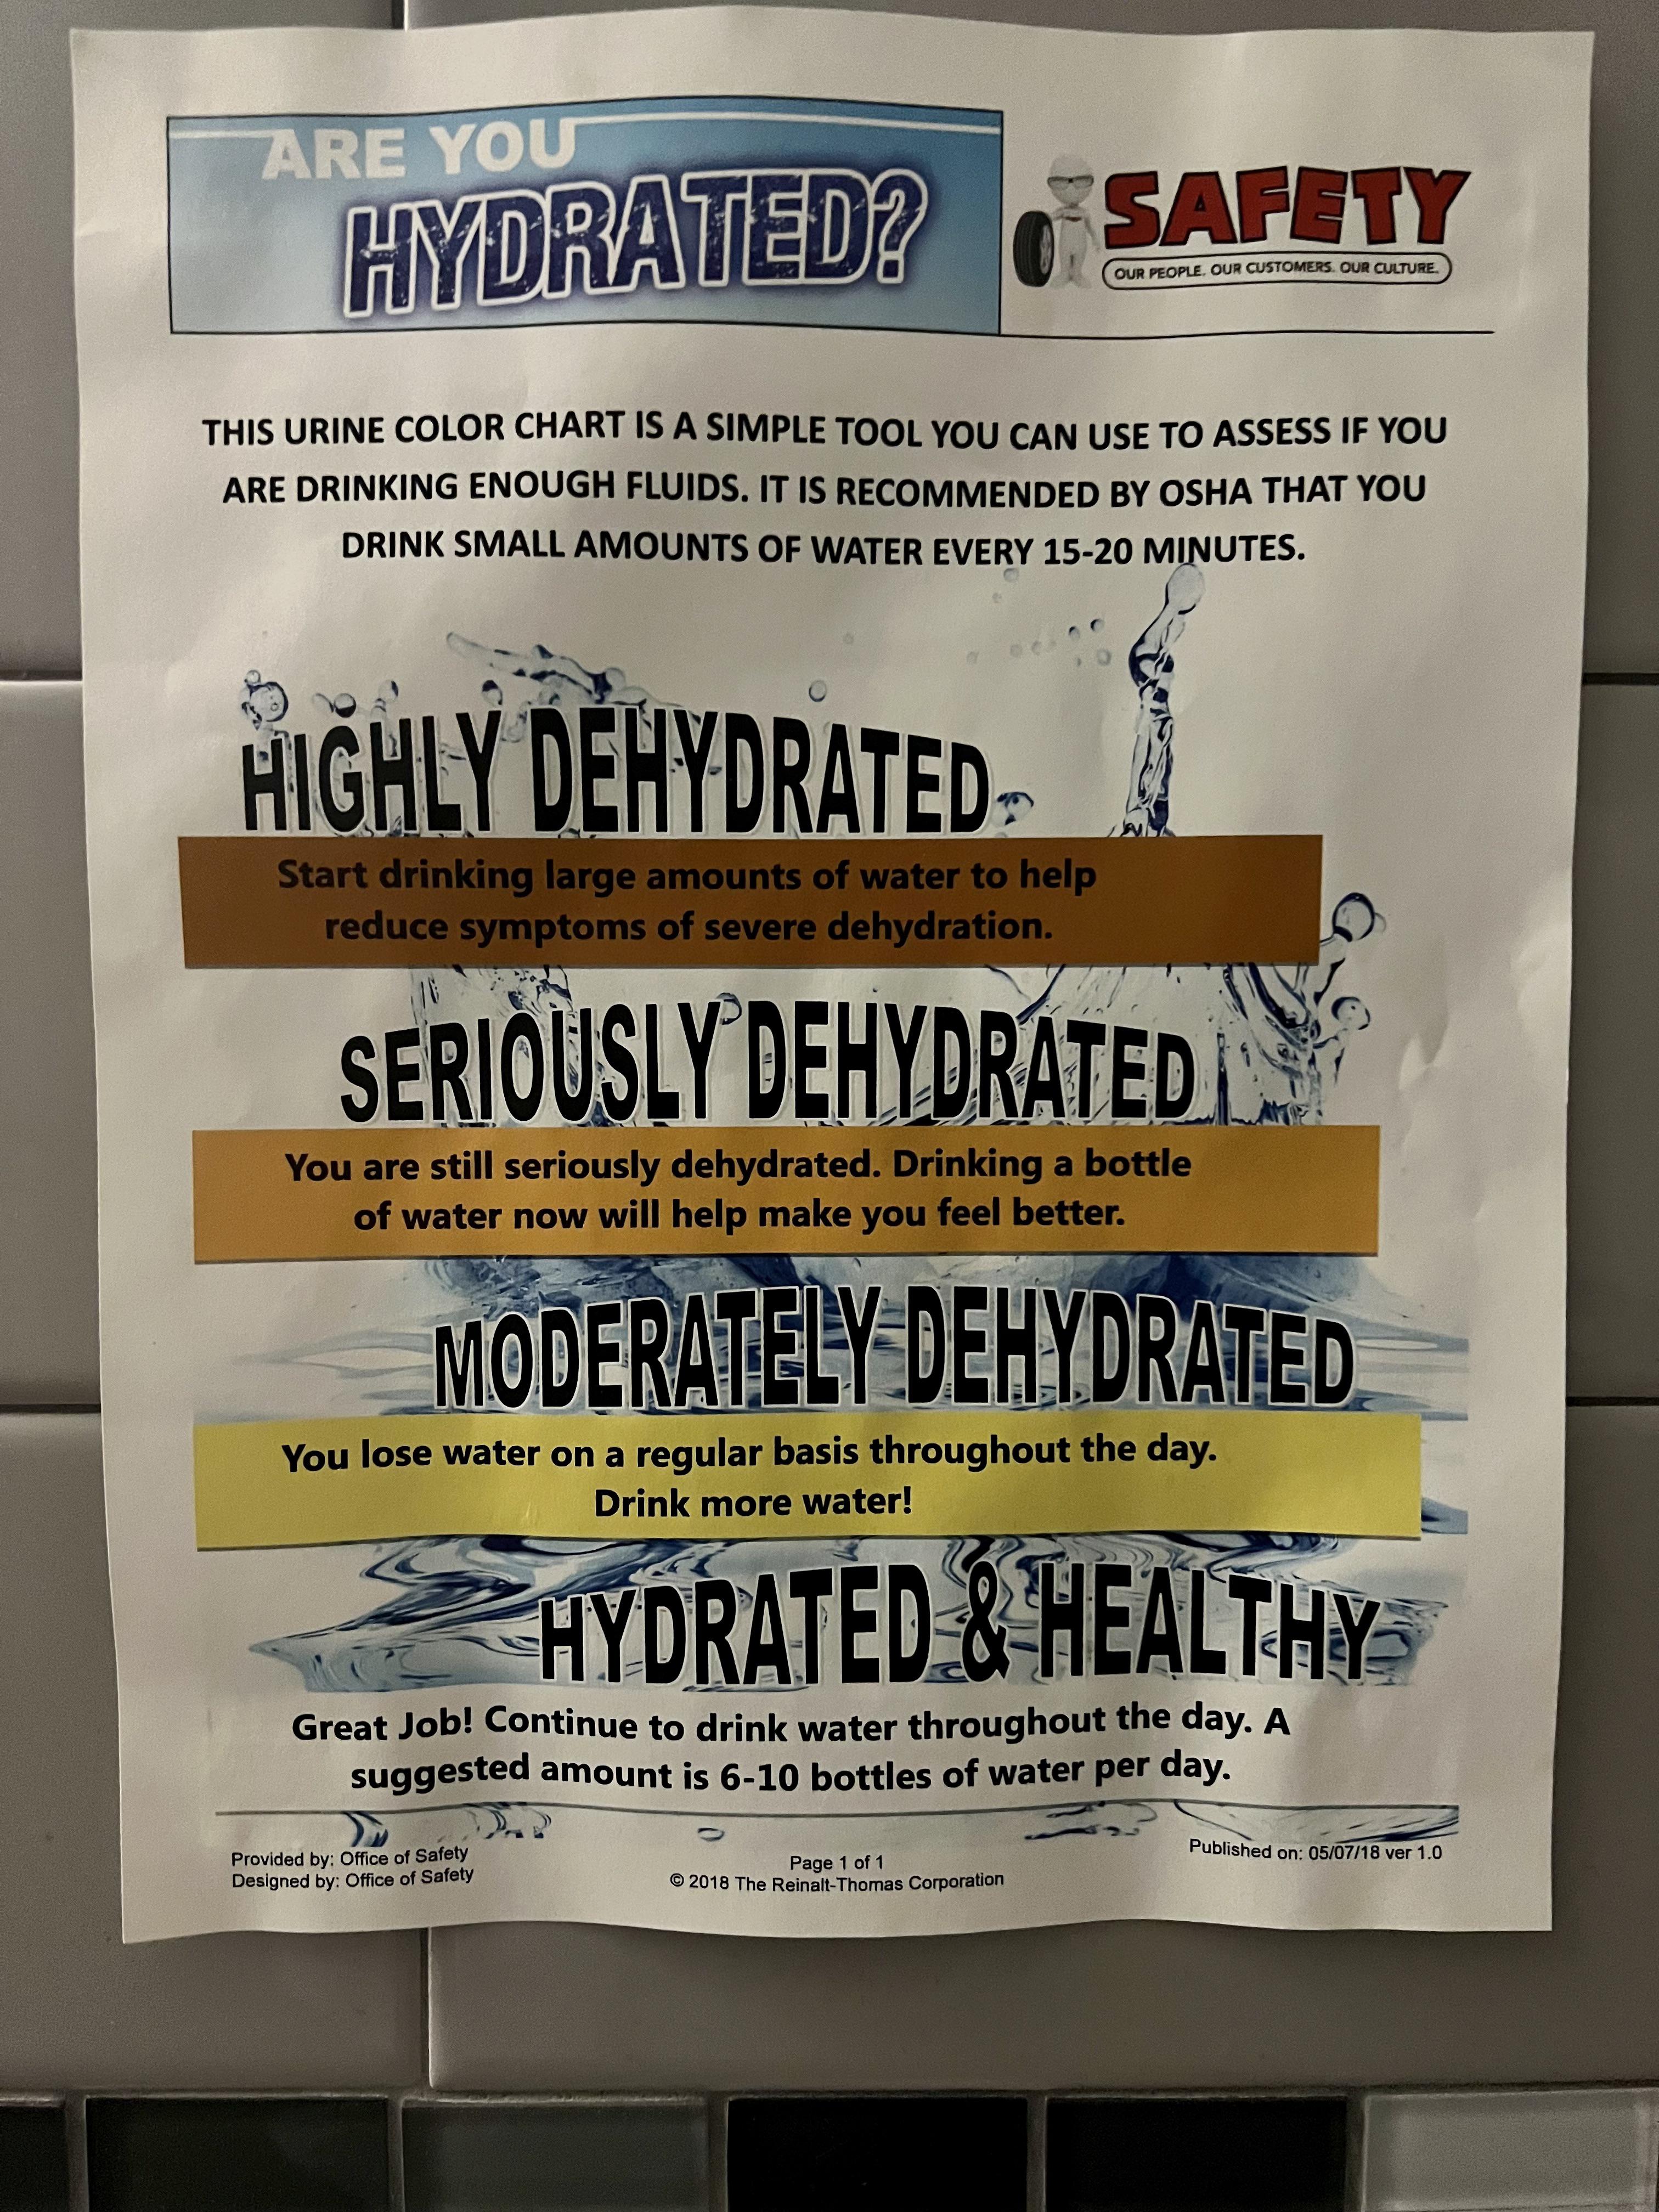 ARE YOU
HYDRATED?
SAFETY
OUR PEOPLE. OUR CUSTOMERS. OUR CULTURE.
THIS URINE COLOR CHART IS A SIMPLE TOOL YOU CAN USE TO ASSESS IF YOU
ARE DRINKING ENOUGH FLUIDS. IT IS RECOMMENDED BY OSHA THAT YOU
DRINK SMALL AMOUNTS OF WATER EVERY 15-20 MINUTES.
HIGHLY DEHYDRATED
Start drinking large amounts of water to help
reduce symptoms of severe dehydration.
SERIOUSLY DEHYDRATED
You are still seriously dehydrated. Drinking a bottle
of water now will help make you feel better.
MODERATELY DEHYDRATED
You lose water on a regular basis throughout the day.
Drink more water!
HYDRATED & HEALTHY
Great Job! Continue to drink water throughout the day. A
suggested amount is 6-10 bottles of water per day.
Provided by: Office of Safety
Designed by: Office of Safety
Page 1 of 1
© 2018 The Reinalt-Thomas Corporation
Published on: 05/07/18 ver 1.0